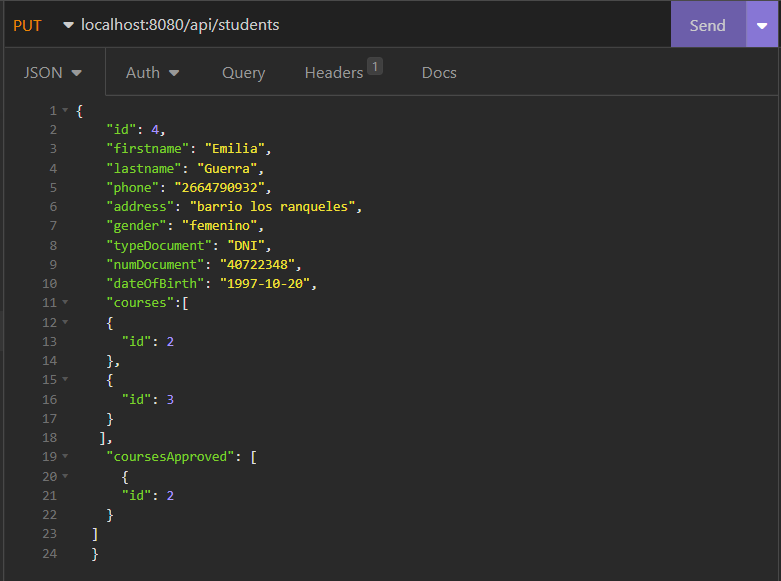 PUT localhost:8080/api/students Send
JSON Auth Query Headers 1 Docs
1 {
2 "id": 4,
3 "firstname": "Emilia",
4 "lastname": "Guerra",
5 "phone": "2664790932",
6 "address": "barrio los ranqueles",
7 "gender": "femenino",
8 "typeDocument": "DNI",
9 "numDocument": "40722348",
10 "dateOfBirth": "1997-10-20",
11 "courses":[
12 {
13 "id": 2
14 },
15 {
16 "id": 3
17 }
18 ],
19 "coursesApproved": [
20 {
21 "id": 2
22 }
23 ]
24 }